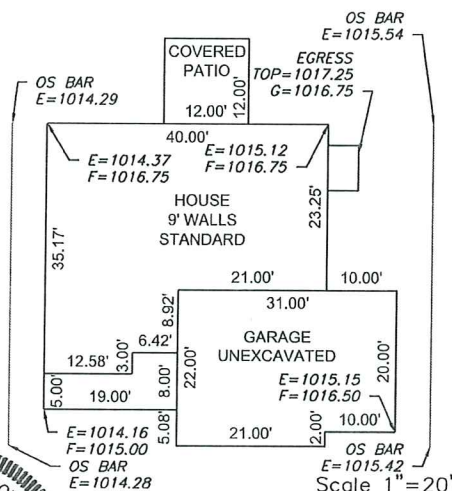 OS BAR
E=1015.54
COVERED
PATIO
EGRESS
TOP=1017.25
G=1016.75
OS BAR
E=1014.29
12.00'
12.00'
40.00'
E=1014.37
F=1016.75
E=1015.12
F=1016.75
HOUSE
9' WALLS
STANDARD
23.25'
35.17'
21.00'
10.00'
31.00'
8.92'
GARAGE
UNEXCAVATED
6.42'
3.00'
12.58'
22.00'
20.00'
E=1015.15
F=1016.50
5.00'
8.00'
19.00'
10.00'
E=1014.16
F=1015.00
5.08'
21.00'
2.00'
OS BAR
E=1014.28
OS BAR
E=1015.42
Scale 1"=20'